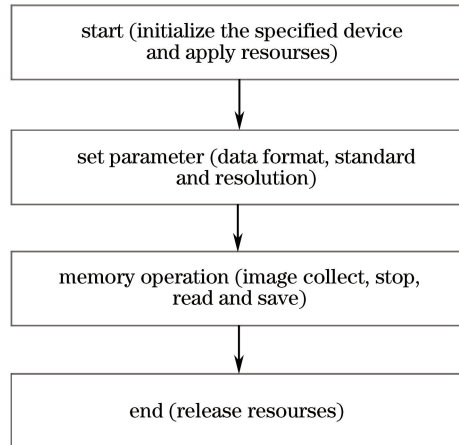 start (initialize the specified device
and apply resourses)
set parameter (data format, standard
and resolution)
memory operation (image collect, stop,
read and save)
end (release resourses)